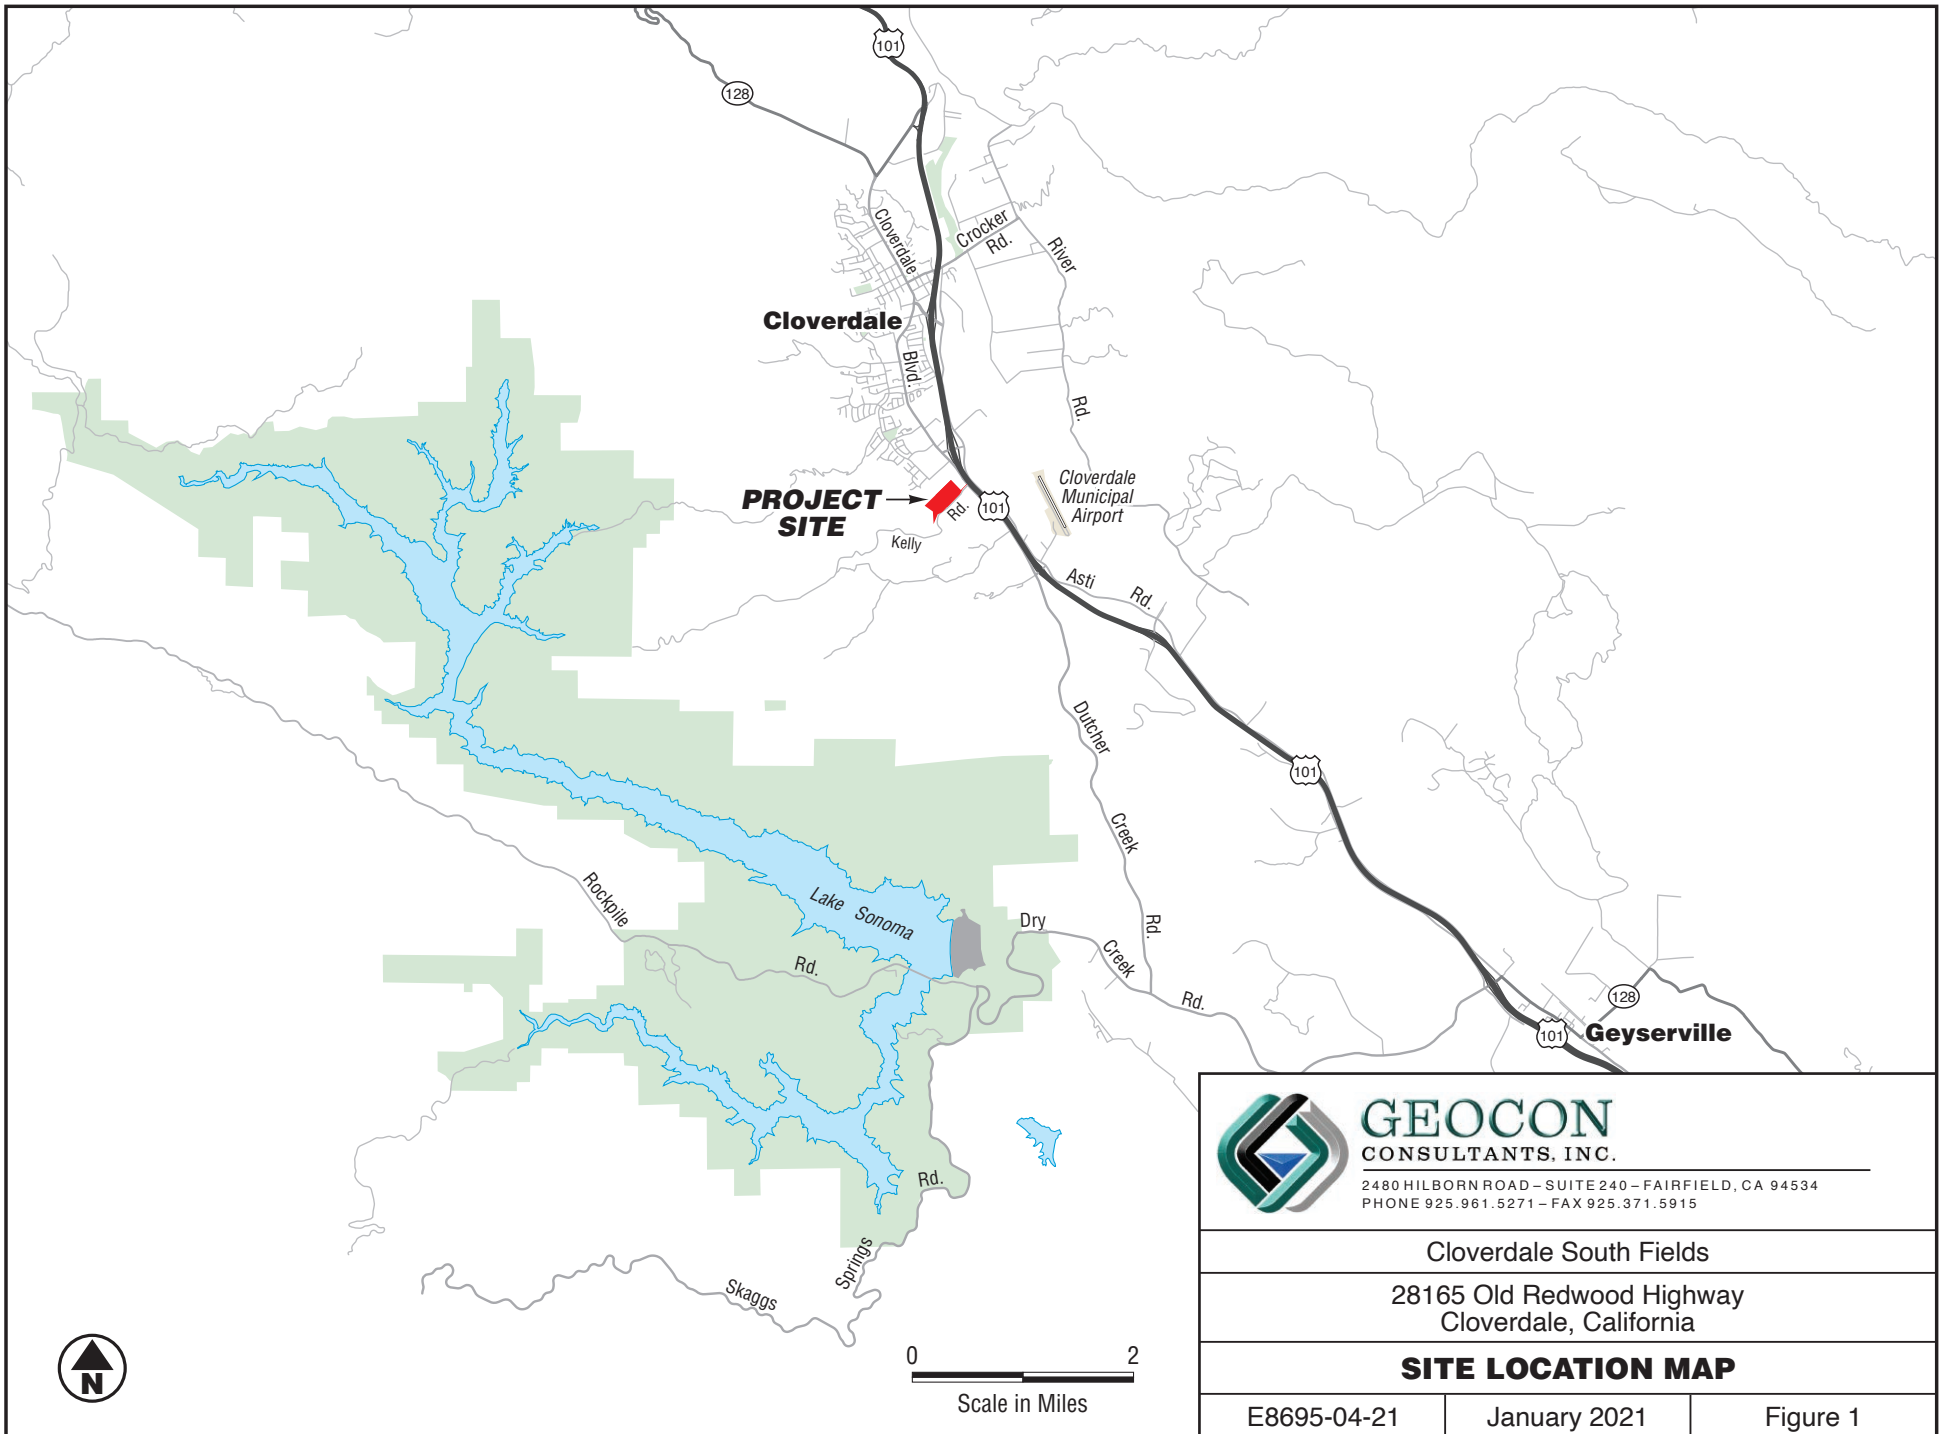 101
128
Cloverdale
Crocker
Rd.
River
Cloverdale
Blvd.
Rd.
PROJECT
SITE
Rd.
Kelly
101
Cloverdale
Municipal
Airport
Asti
Rd.
Dutcher
Creek
Rd.
101
Rockpile
Rd.
Lake Sonoma
Dry
Creek
Rd.
128
101
Geyserville
Rd.
Springs
Skaggs
N
0
2
Scale in Miles
GEOCON
CONSULTANTS, INC.
2480 HILBORN ROAD – SUITE 240 – FAIRFIELD, CA 94534
PHONE 925.961.5271 – FAX 925.371.5915
Cloverdale South Fields
28165 Old Redwood Highway
Cloverdale, California
SITE LOCATION MAP
E8695-04-21
January 2021
Figure 1